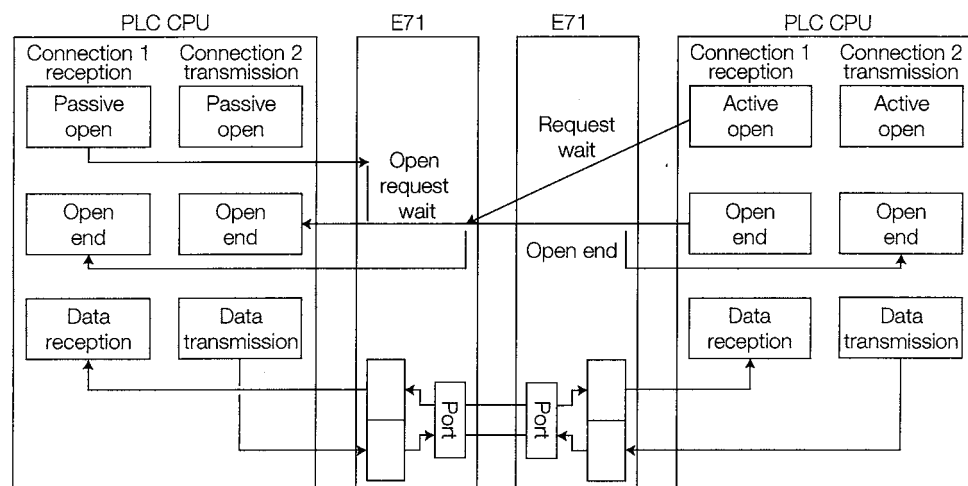 PLC CPU
E71
E71
PLC CPU
Connection 1
reception
Connection 2
transmission
Connection 1
reception
Connection 2
transmission
Passive
open
Passive
open
Active
open
Active
open
Request
wait
Open
request
wait
Open
end
Open
end
Open
end
Open
end
Open end
Data
reception
Data
transmission
Data
reception
Data
transmission
Port
Port